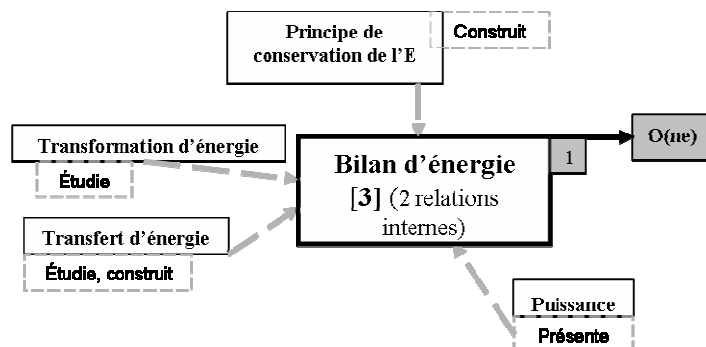 Principe de
conservation de l'E
Construit
Transformation d'énergie
Étudie
Transfert d'énergie
Étudie, construit
Bilan d'énergie
[3] (2 relations
internes)
1
O(ne)
Puissance
Présente